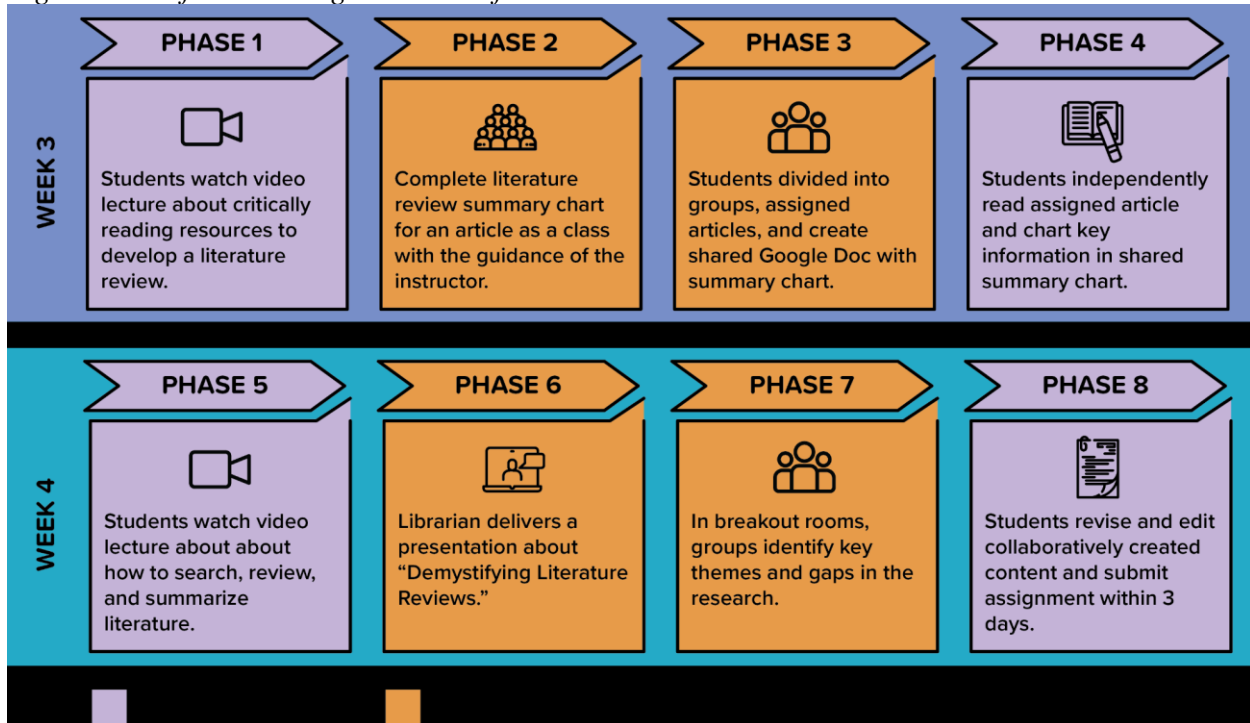 PHASE 1
PHASE 2
PHASE 3
PHASE 4
WEEK 3
Students watch video
lecture about critically
reading resources to
develop a literature
review.
Complete literature
review summary chart
for an article as a class
with the guidance of the
instructor.
Students divided into
groups, assigned
articles, and create
shared Google Doc with
summary chart.
Students independently
read assigned article
and chart key
information in shared
summary chart.
PHASE 5
PHASE 6
PHASE 7
PHASE 8
WEEK 4
Students watch video
lecture about about
how to search, review,
and summarize
literature.
Librarian delivers a
presentation about
“Demystifying Literature
Reviews.”
In breakout rooms,
groups identify key
themes and gaps in the
research.
Students revise and edit
collaboratively created
content and submit
assignment within 3
days.